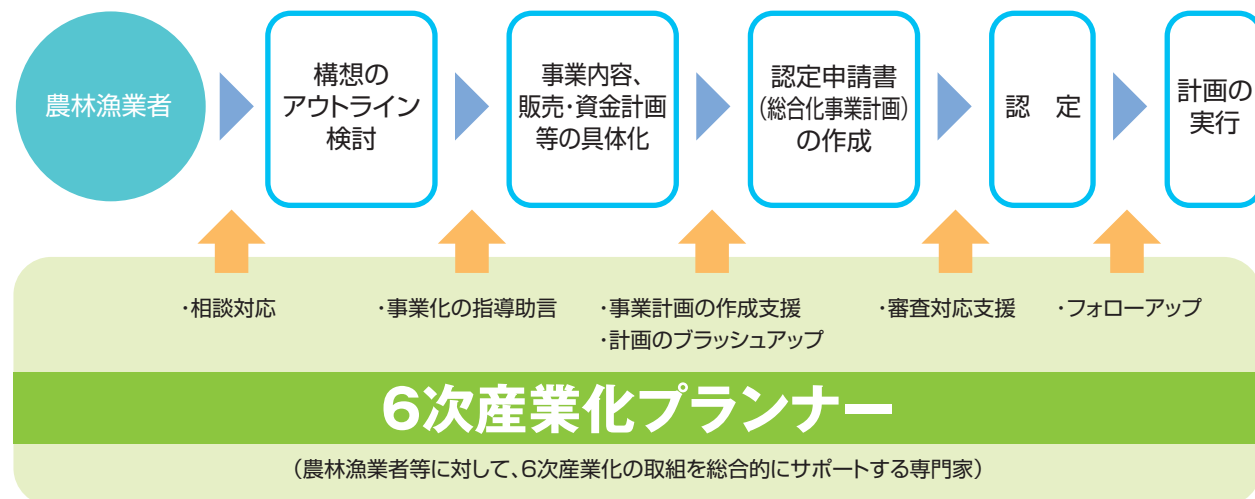 農林漁業者
構想の
アウトライン
検討
事業内容、
販売・資金計画
等の具体化
認定申請書
(総合化事業計画)
の作成
認　定
計画の
実行
・相談対応
・事業化の指導助言
・事業計画の作成支援
・計画のブラッシュアップ
・審査対応支援
・フォローアップ
6次産業化プランナー
(農林漁業者等に対して、6次産業化の取組を総合的にサポートする専門家)